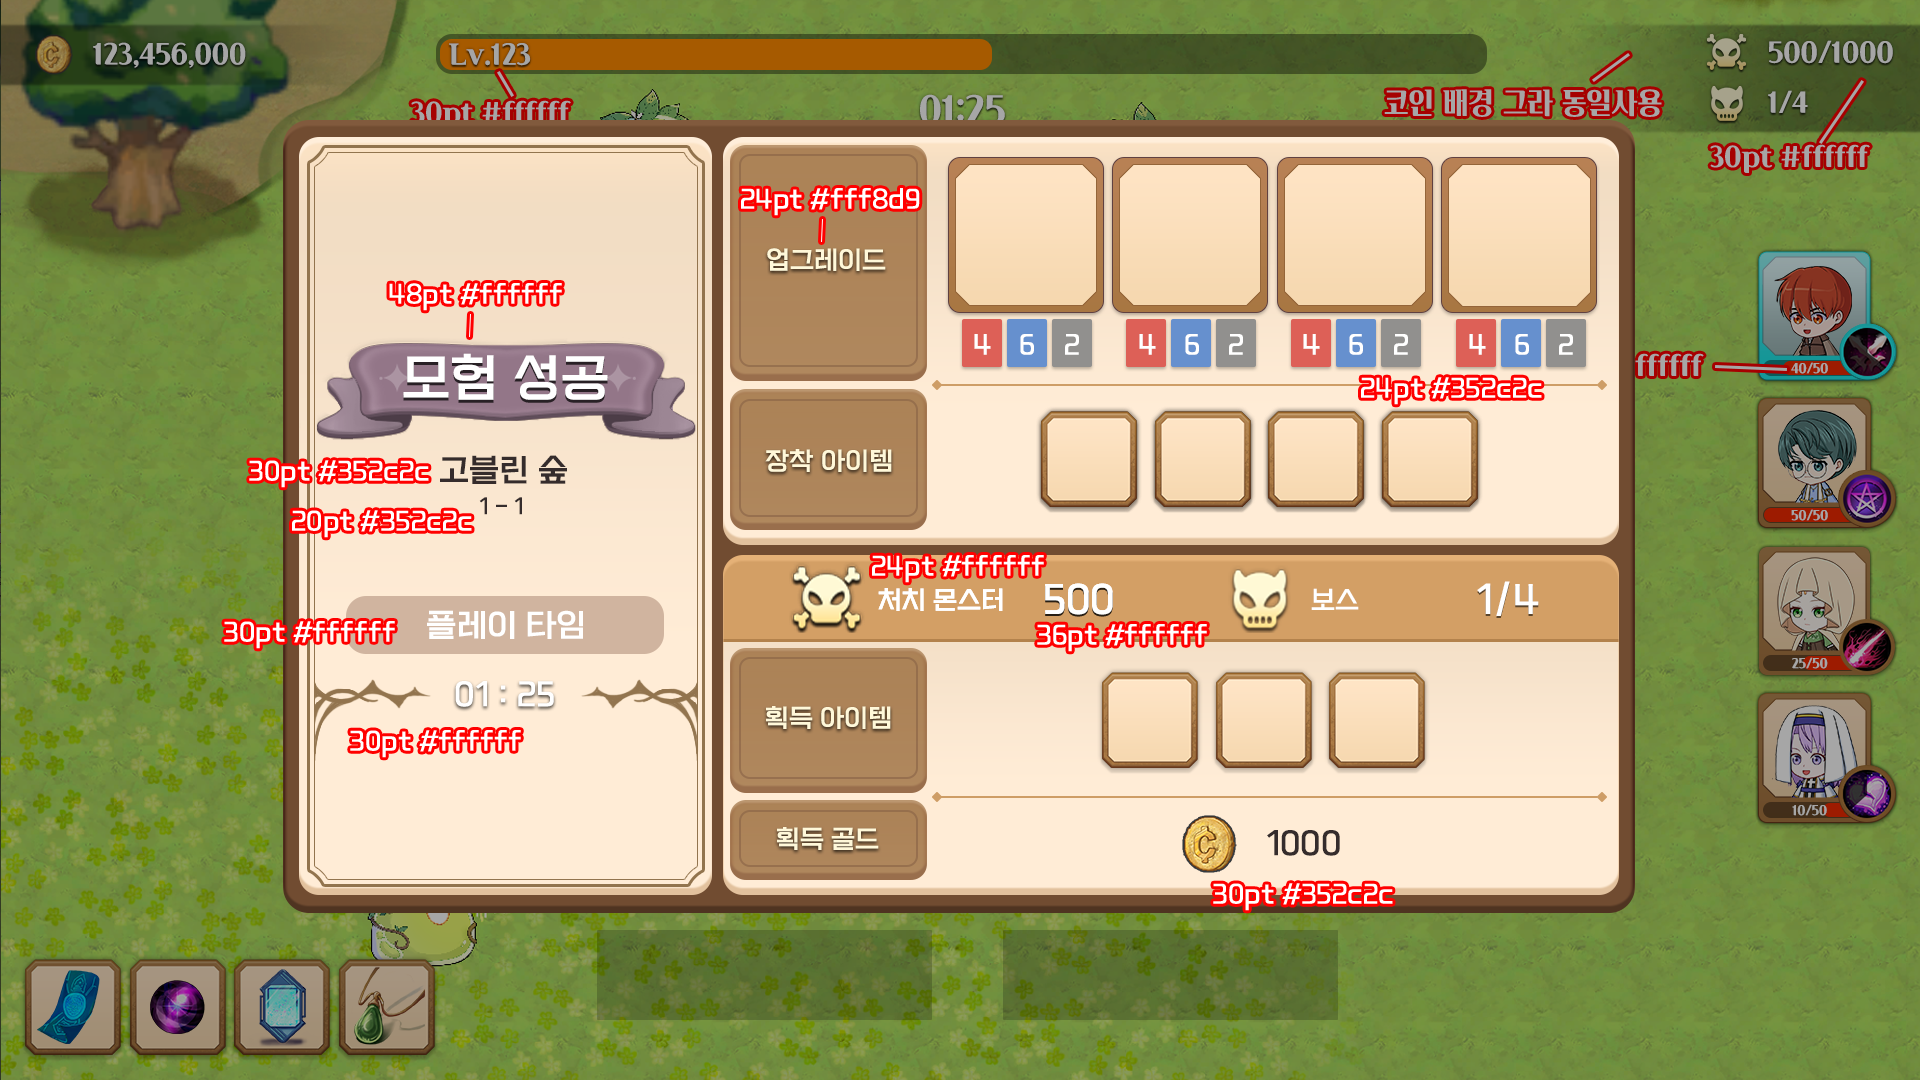 123,456,000
Lv.123
30pt #ffffff
01:25
코인 배경 그라 동일사용
500/1000
1/4
30pt #ffffff
24pt #fff8d9
업그레이드
4 6 2
4 6 2
4 6 2
4 6 2
24pt #352c2c
장착 아이템
48pt #ffffff
모험 성공
30pt #352c2c
고블린 숲
20pt #352c2c
1-1
30pt #ffffff
플레이 타임
01:25
30pt #ffffff
24pt #ffffff
처치 몬스터
500
36pt #ffffff
보스
1/4
획득 아이템
획득 골드
1000
30pt #352c2c
ffffff
40/50
50/50
25/50
10/50